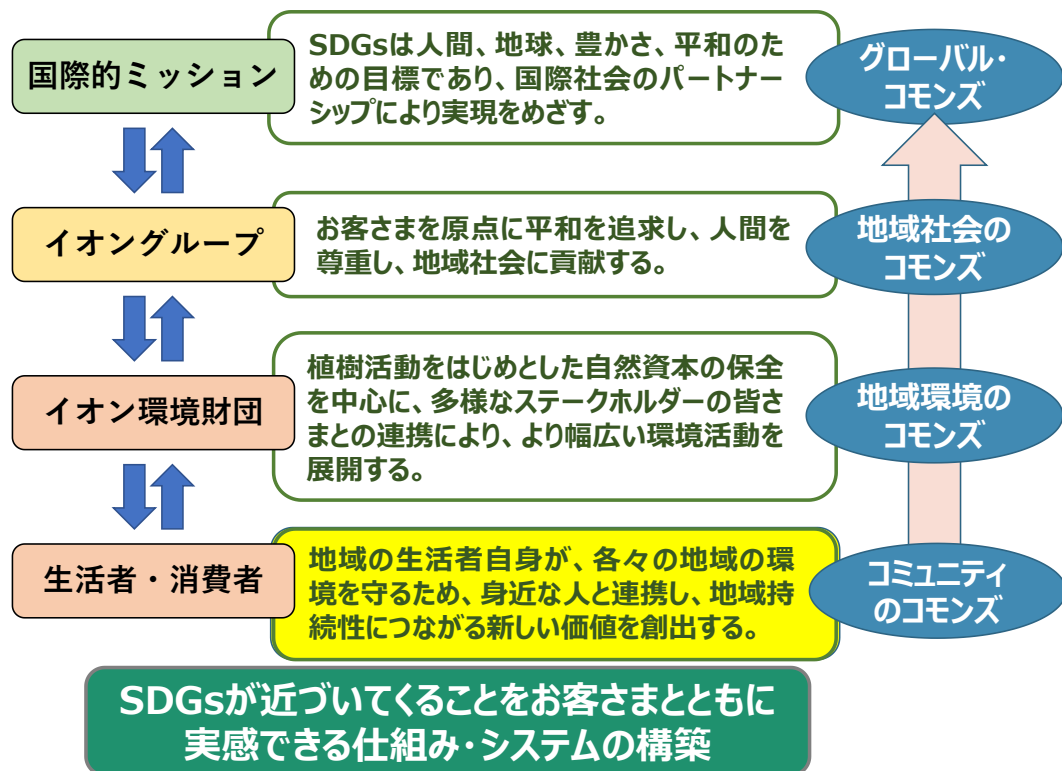 国際的ミッション
SDGsは人間、地球、豊かさ、平和のた
めの目標であり、国際社会のパートナー
シップにより実現をめざす。
グローバル・
コモンズ
イオングループ
お客さまを原点に平和を追求し、人間を
尊重し、地域社会に貢献する。
地域社会の
コモンズ
イオン環境財団
植樹活動をはじめとした自然資本の保全
を中心に、多様なステークホルダーの皆さ
まとの連携により、より幅広い環境活動を
展開する。
地域環境の
コモンズ
生活者・消費者
地域の生活者自身が、各々の地域の環
境を守るため、身近な人と連携し、地域持
続性につながる新しい価値を創出する。
コミュニティ
のコモンズ
SDGsが近づいてくることをお客さまとともに
実感できる仕組み・システムの構築